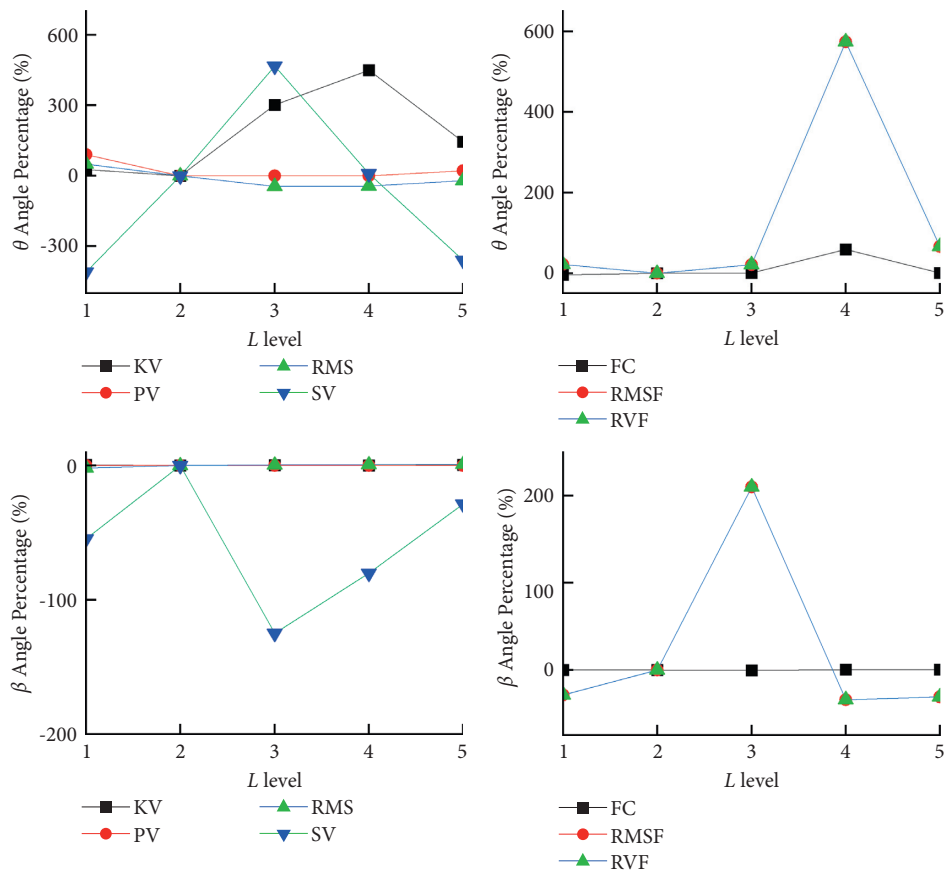 θ Angle Percentage (%)
600
300
0
-300
1 2 3 4 5
L level
KV
PV
RMS
SV
θ Angle Percentage (%)
600
400
200
0
1 2 3 4 5
L level
FC
RMSF
RVF
β Angle Percentage (%)
0
-100
-200
1 2 3 4 5
L level
KV
PV
RMS
SV
β Angle Percentage (%)
200
100
0
1 2 3 4 5
L level
FC
RMSF
RVF